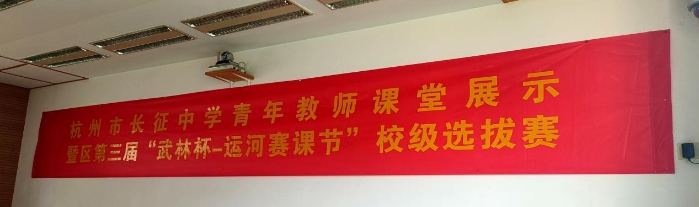 杭州市长征中学青年教师课堂展示
暨区第三届“武林杯-运河赛课节”校级选拔赛